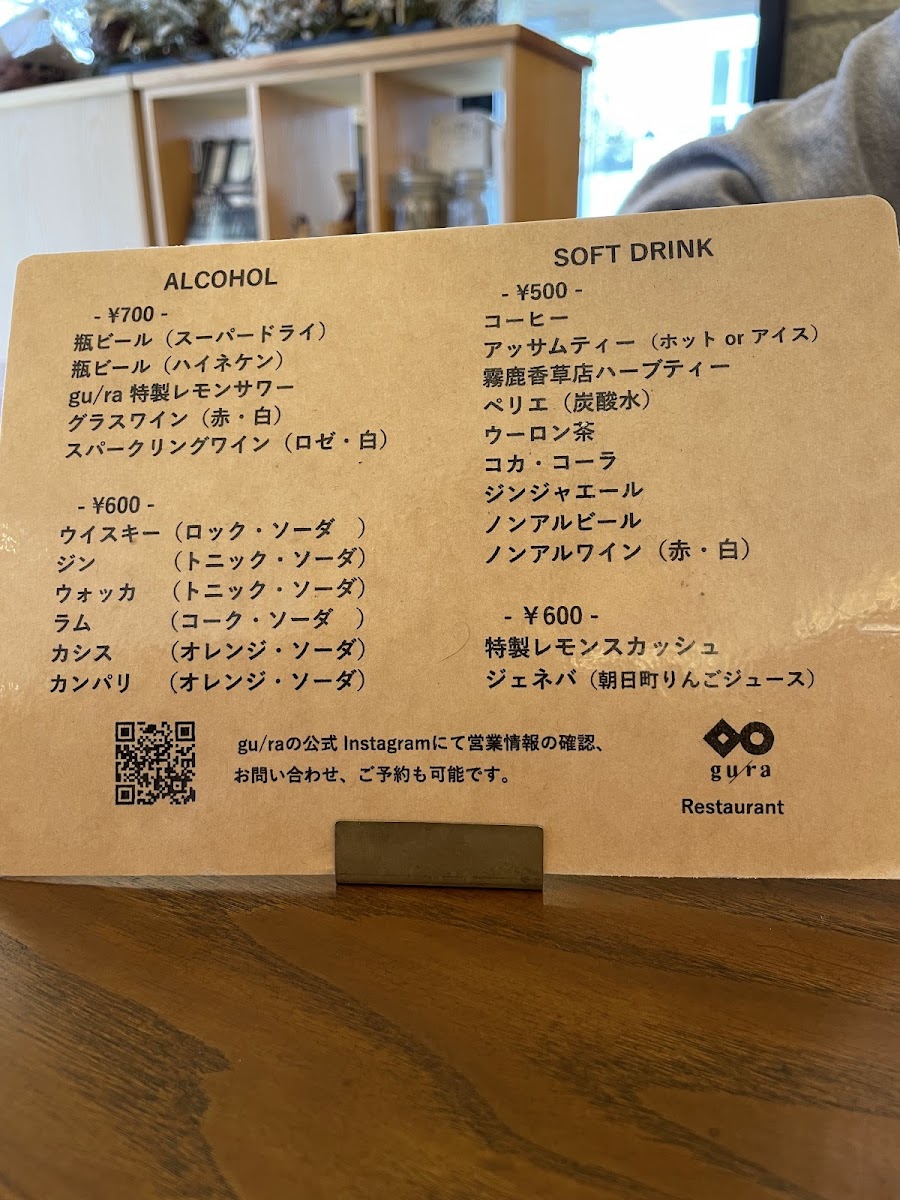 ALCOHOL
- ¥700 -
瓶ビール（スーパードライ）
瓶ビール（ハイネケン）
gu/ra 特製レモンサワー
グラスワイン（赤・白）
スパークリングワイン（ロゼ・白）
- ¥600 -
ウイスキー（ロック・ソーダ　）
ジン　　　（トニック・ソーダ）
ウォッカ　（トニック・ソーダ）
ラム　　　（コーク・ソーダ　）
カシス　　（オレンジ・ソーダ）
カンパリ　（オレンジ・ソーダ）
SOFT DRINK
- ¥500 -
コーヒー
アッサムティー（ホット or アイス）
霧鹿香草店ハーブティー
ペリエ（炭酸水）
ウーロン茶
コカ・コーラ
ジンジャエール
ノンアルビール
ノンアルワイン（赤・白）
- ¥600 -
特製レモンスカッシュ
ジェネバ（朝日町りんごジュース）
gu/raの公式 Instagramにて営業情報の確認、
お問い合わせ、ご予約も可能です。
gu/ra
Restaurant